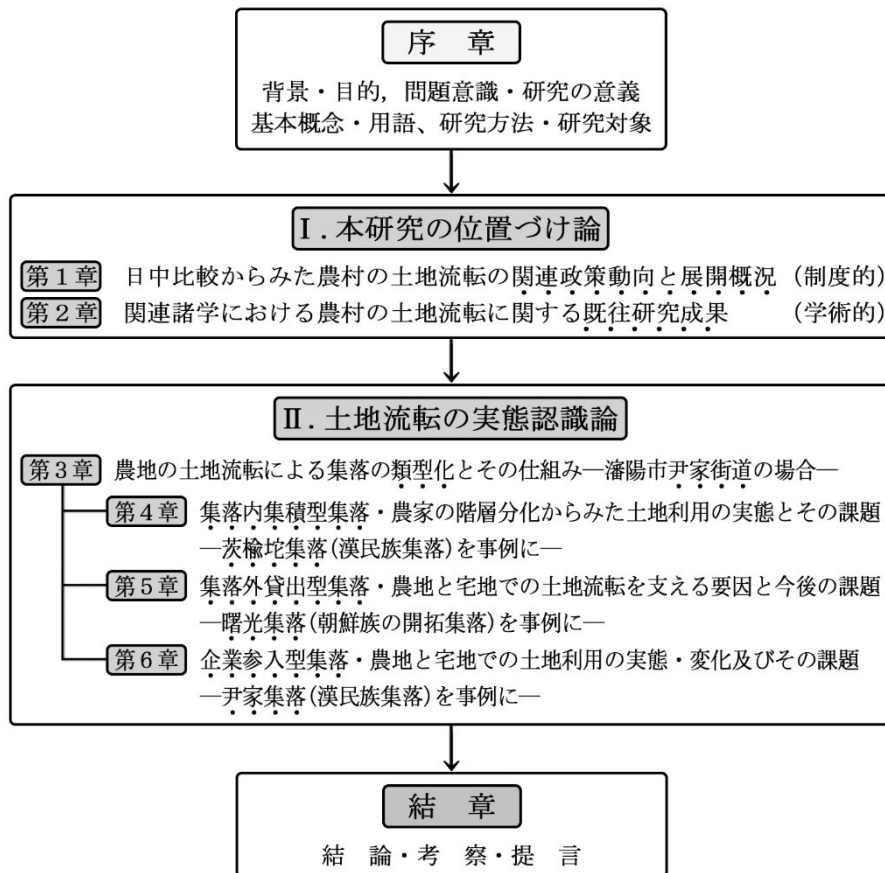 序 章
背景・目的，問題意識・研究の意義
基本概念・用語、研究方法・研究対象
Ⅰ.本研究の位置づけ論
第1章 日中比較からみた農村の土地流転の関連政策動向と展開概況 (制度的)
第2章 関連諸学における農村の土地流転に関する既往研究成果 (学術的)
Ⅱ.土地流転の実態認識論
第3章 農地の土地流転による集落の類型化とその仕組み―瀋陽市尹家街道の場合―
第4章 集落内集積型集落・農家の階層分化からみた土地利用の実態とその課題
―茨楡坨集落(漢民族集落)を事例に―
第5章 集落外貸出型集落・農地と宅地での土地流転を支える要因と今後の課題
―曙光集落(朝鮮族の開拓集落)を事例に―
第6章 企業参入型集落・農地と宅地での土地利用の実態・変化及びその課題
―尹家集落(漢民族集落)を事例に―
結 章
結 論・考 察・提 言